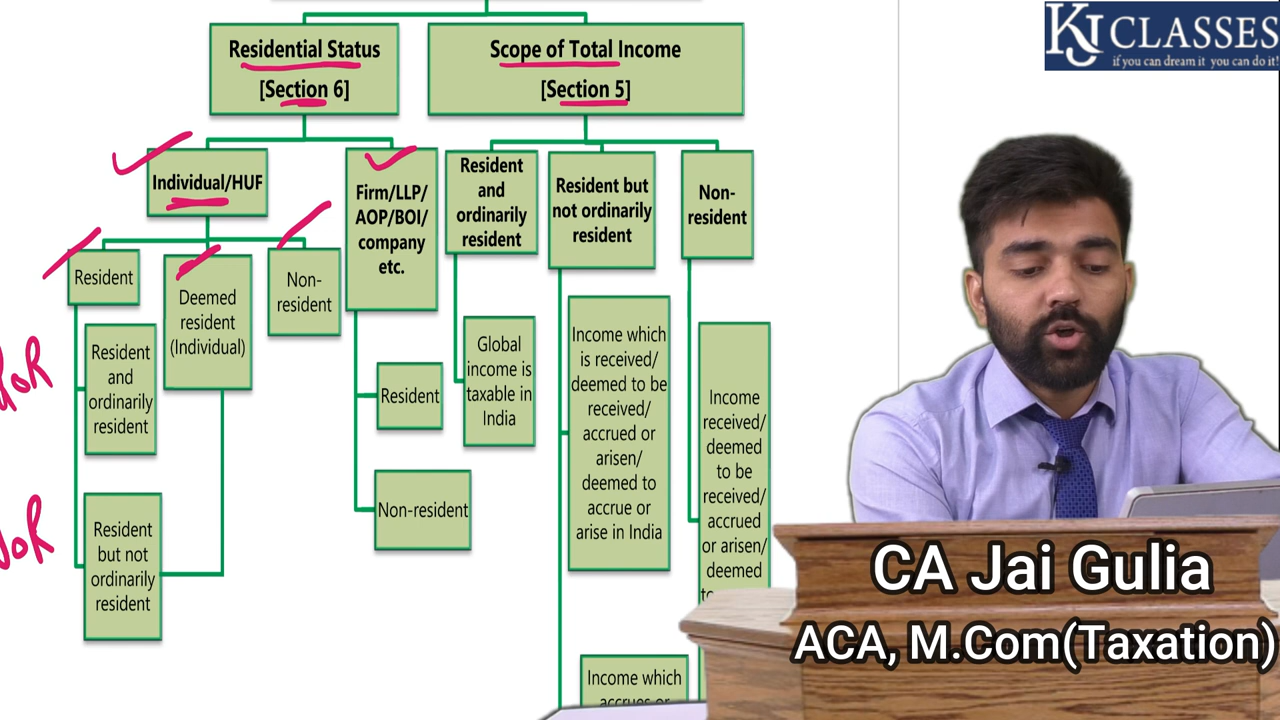 KJ CLASSES
if you can dream it you can do it!
Residential Status
[Section 6]
Scope of Total Income
[Section 5]
Individual/HUF
Firm/LLP/
AOP/BOI/
company
etc.
Resident
and
ordinarily
resident
Resident but
not ordinarily
resident
Non-
resident
Resident
Deemed
resident
(Individual)
Non-
resident
Resident
and
ordinarily
resident
Resident
but not
ordinarily
resident
Resident
Non-resident
Global
income is
taxable in
India
Income which
is received/
deemed to be
received/
accrued or
arisen/
deemed to
accrue or
arise in India
Income
received/
deemed
to be
received/
accrued
or arisen/
deemed
Income which
accrues or
CA Jai Gulia
ACA, M.Com(Taxation)